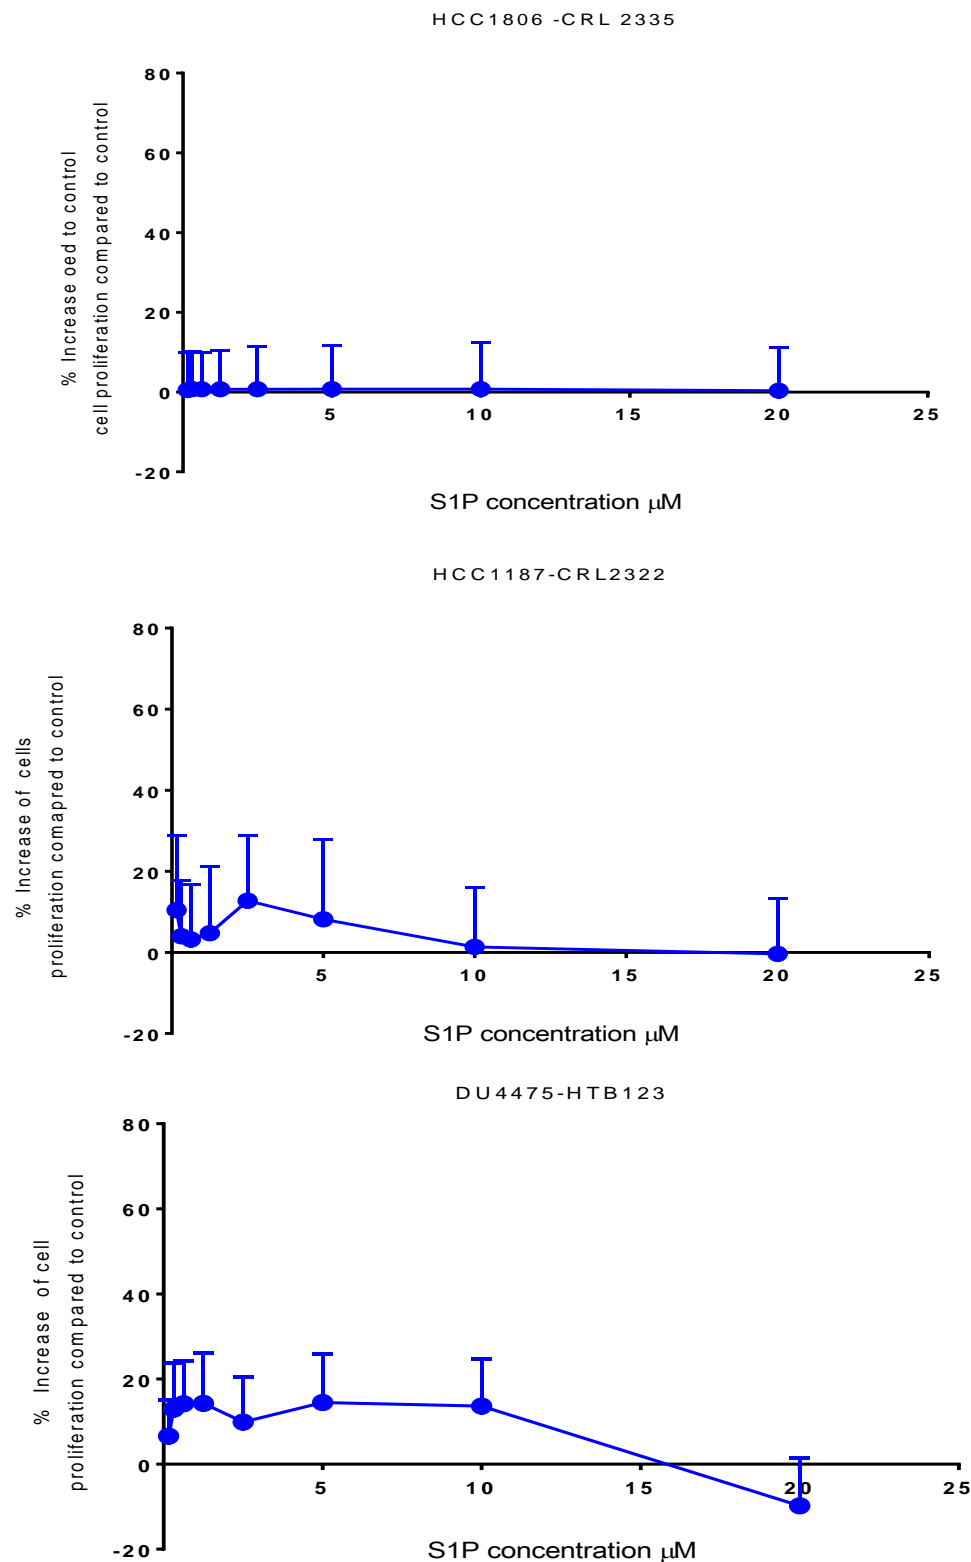 HCC1806 -CRL 2335
% Increase oed to control
cell proliferation compared to control
80
60
40
20
0
-20
5
10
15
20
25
S1P concentration μM
HCC1187-CRL2322
% Increase of cells
proliferation comapred to control
80
60
40
20
0
-20
5
10
15
20
25
S1P concentration μM
DU4475-HTB123
% Increase of cell
proliferation compared to control
80
60
40
20
0
-20
5
10
15
20
25
S1P concentration μM